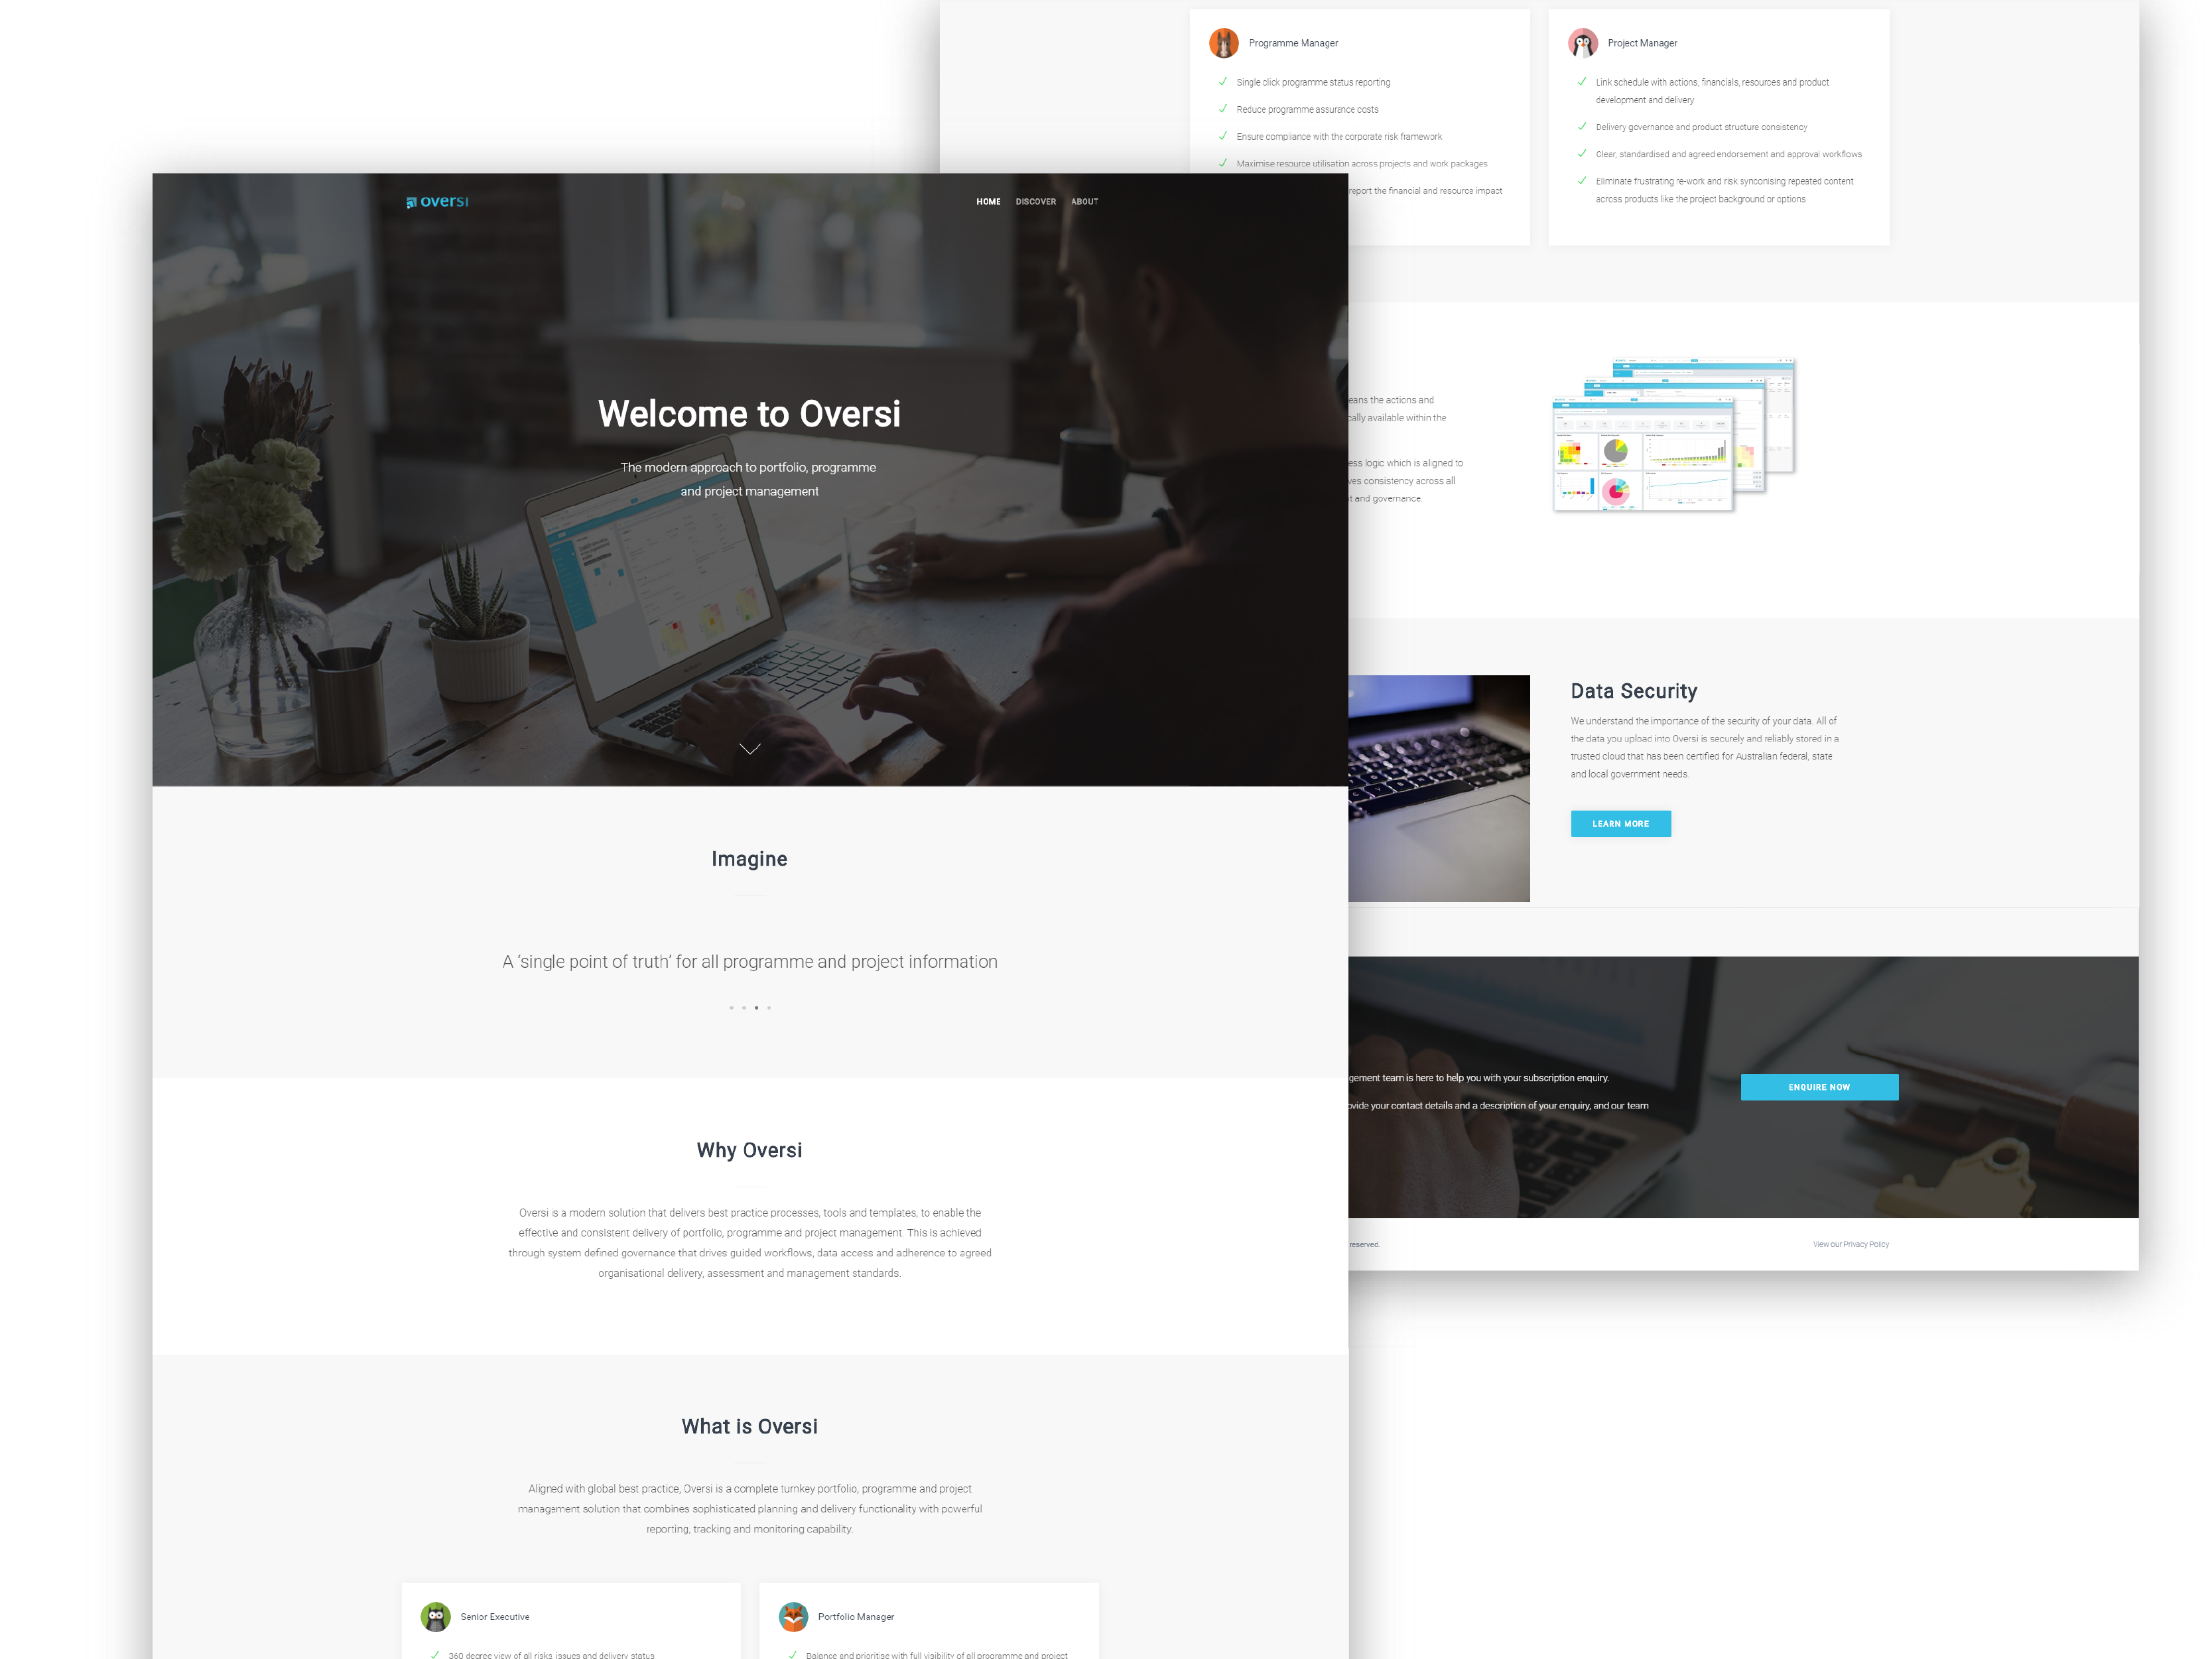 oversi
HOME DISCOVER ABOUT
Welcome to Oversi
The modern approach to portfolio, programme
and project management
Imagine
A ‘single point of truth’ for all programme and project information
Why Oversi
Oversi is a modern solution that delivers best practice processes, tools and templates, to enable the
effective and consistent delivery of portfolio, programme and project management. This is achieved
through system defined governance that drives guided workflows, data access and adherence to agreed
organisational delivery, assessment and management standards.
What is Oversi
Aligned with global best practice, Oversi is a complete turnkey portfolio, programme and project
management solution that combines sophisticated planning and delivery functionality with powerful
reporting, tracking and monitoring capability.
Senior Executive
360 degree view of all risks, issues and delivery status
Portfolio Manager
Balance and prioritise with full visibility of all programme and project
Programme Manager
Single click programme status reporting
Reduce programme assurance costs
Ensure compliance with the corporate risk framework
Maximise resource utilisation across projects and work packages
report the financial and resource impact
Project Manager
Link schedule with actions, financials, resources and product
development and delivery
Delivery governance and product structure consistency
Clear, standardised and agreed endorsement and approval workflows
Eliminate frustrating re-work and risk synconising repeated content
across products like the project background or options
eans the actions and
cally available within the
ess logic which is aligned to
ves consistency across all
t and governance.
Data Security
We understand the importance of the security of your data. All of
the data you upload into Oversi is securely and reliably stored in a
trusted cloud that has been certified for Australian federal, state
and local government needs.
LEARN MORE
gement team is here to help you with your subscription enquiry.
ovide your contact details and a description of your enquiry, and our team
ENQUIRE NOW
reserved.
View our Privacy Policy